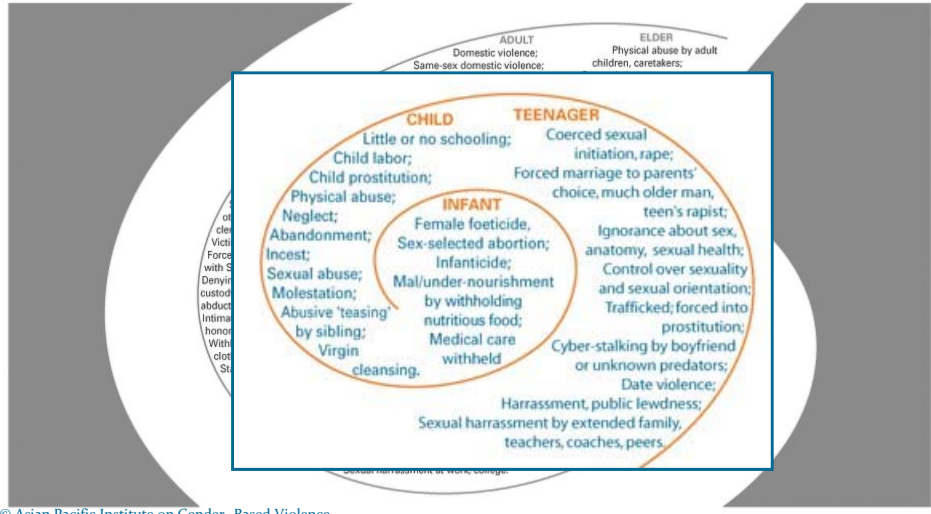 ADULT
Domestic violence;
Same-sex domestic violence;
ELDER
Physical abuse by adult
children, caretakers;
CHILD
Little or no schooling;
Child labor;
Child prostitution;
Physical abuse;
Neglect;
Abandonment;
Incest;
Sexual abuse;
Molestation;
Abusive 'teasing'
by sibling;
Virgin
cleansing.
INFANT
Female foeticide,
Sex-selected abortion;
Infanticide;
Mal/under-nourishment
by withholding
nutritious food;
Medical care
withheld
TEENAGER
Coerced sexual
initiation, rape;
Forced marriage to parents'
choice, much older man,
teen's rapist;
Ignorance about sex,
anatomy, sexual health;
Control over sexuality
and sexual orientation;
Trafficked; forced into
prostitution;
Cyber-stalking by boyfriend
or unknown predators;
Date violence;
Harrassment, public lewdness;
Sexual harrassment by extended family,
teachers, coaches, peers.
with
Sexual harrassment at work, college.
© Asian Pacific Institute on Gender-Based Violence